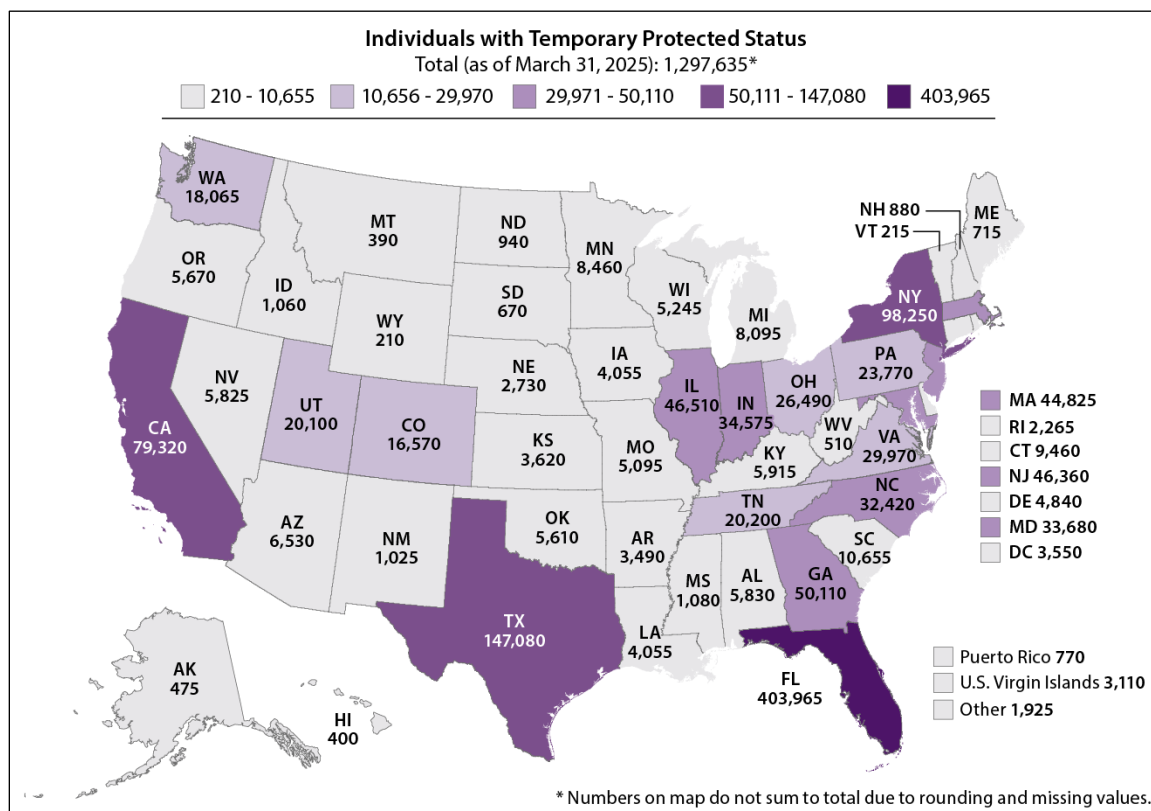 Individuals with Temporary Protected Status
Total (as of March 31, 2025): 1,297,635*
210 - 10,655
10,656 - 29,970
29,971 - 50,110
50,111 - 147,080
403,965
WA
18,065
OR
5,670
CA
79,320
NV
5,825
ID
1,060
MT
390
WY
210
UT
20,100
CO
16,570
AZ
6,530
NM
1,025
ND
940
SD
670
NE
2,730
KS
3,620
OK
5,610
TX
147,080
MN
8,460
IA
4,055
MO
5,095
AR
3,490
LA
4,055
WI
5,245
IL
46,510
MI
8,095
IN
34,575
OH
26,490
KY
5,915
TN
20,200
MS
1,080
AL
5,830
GA
50,110
FL
403,965
SC
10,655
NC
32,420
VA
29,970
WV
510
PA
23,770
NY
98,250
VT 215
NH 880
ME
715
MA 44,825
RI 2,265
CT 9,460
NJ 46,360
DE 4,840
MD 33,680
DC 3,550
AK
475
HI
400
Puerto Rico 770
U.S. Virgin Islands 3,110
Other 1,925
* Numbers on map do not sum to total due to rounding and missing values.